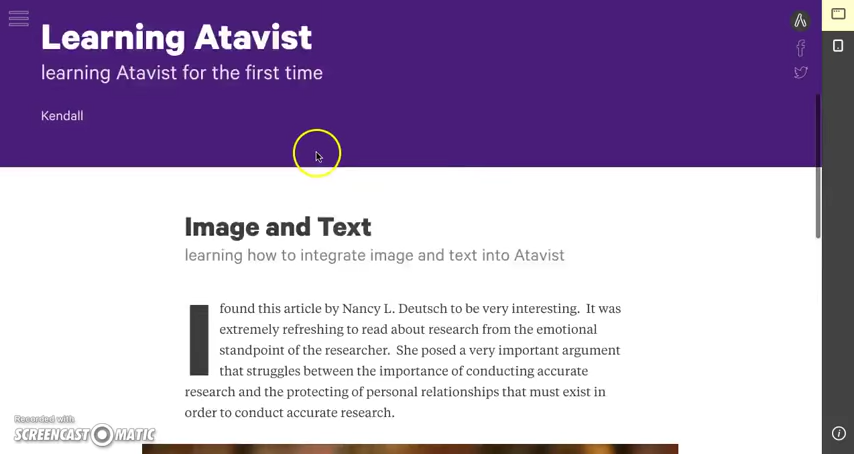 Learning Atavist
learning Atavist for the first time
Kendall
Image and Text
learning how to integrate image and text into Atavist
I found this article by Nancy L. Deutsch to be very interesting. It was
extremely refreshing to read about research from the emotional
standpoint of the researcher. She posed a very important argument
that struggles between the importance of conducting accurate
research and the protecting of personal relationships that must exist in
order to conduct accurate research.
Recorded with
SCREENCAST MATIC